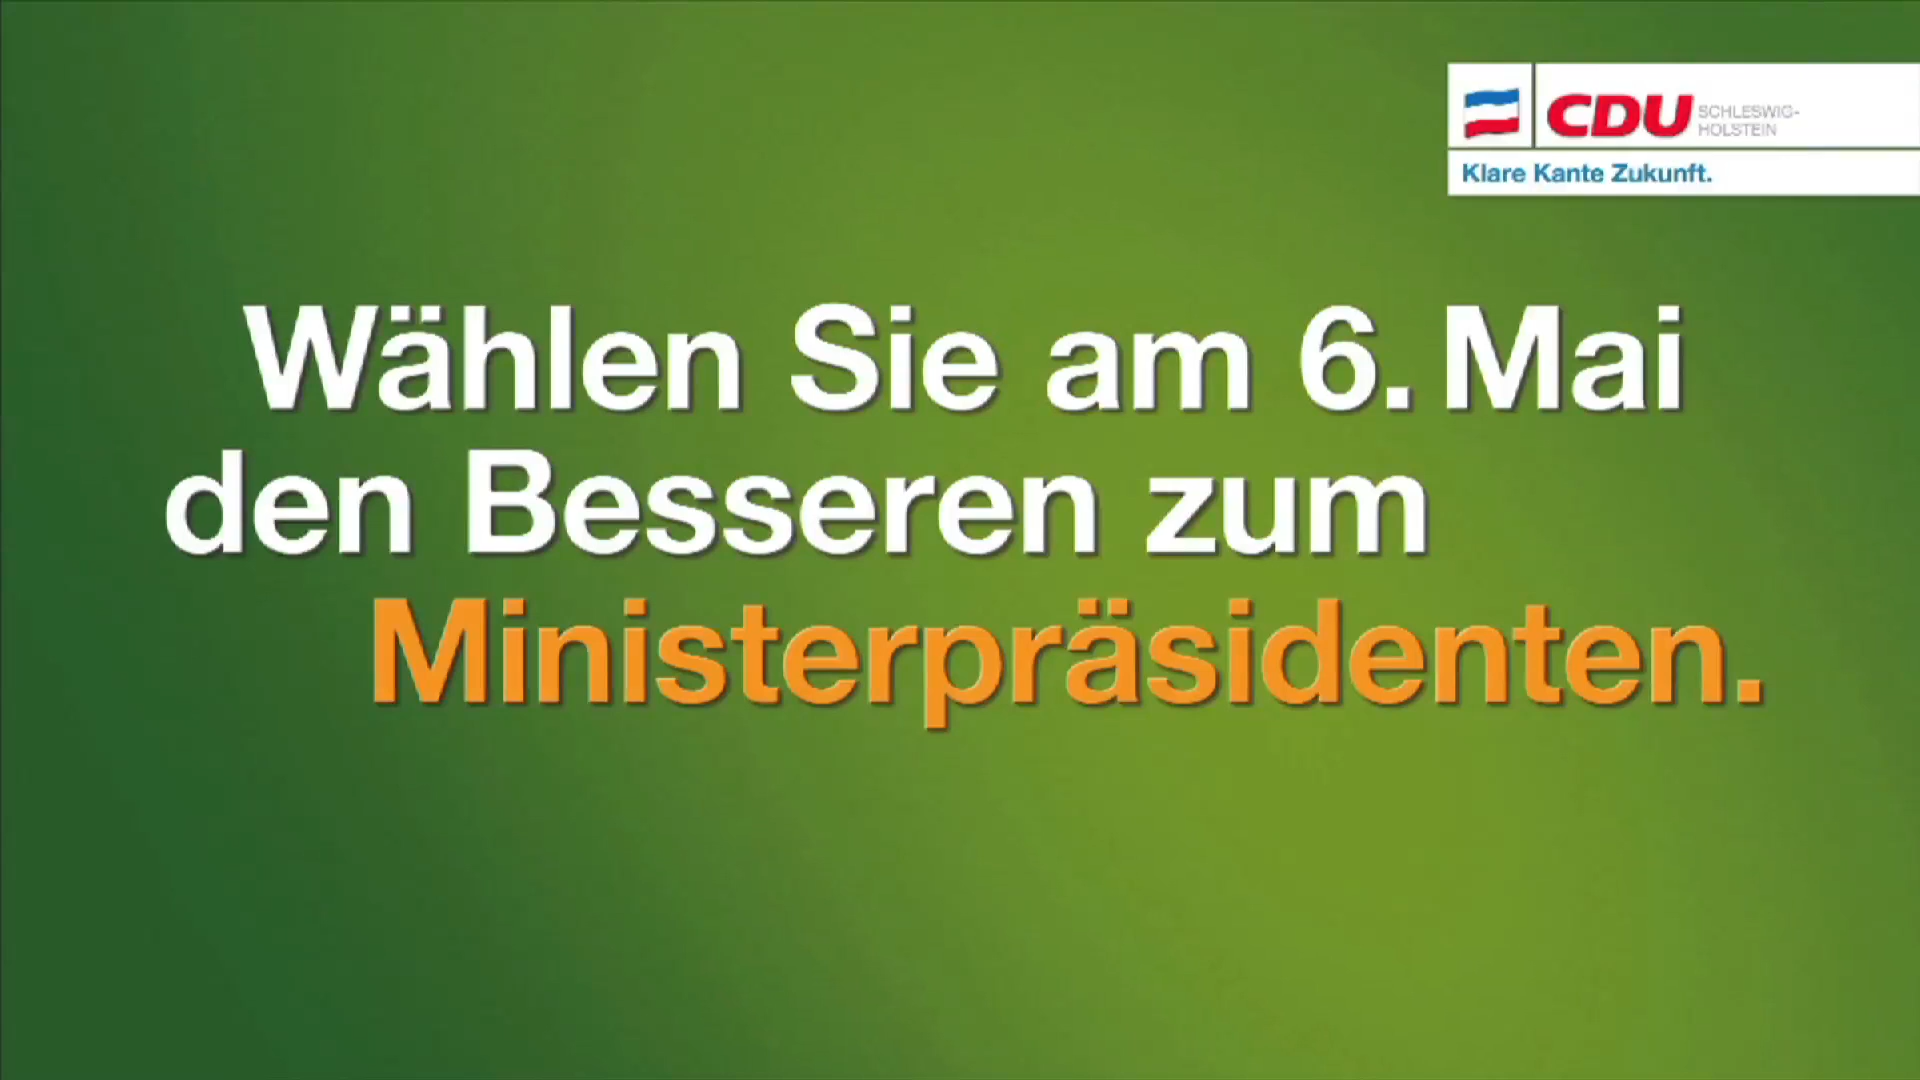 CDU SCHLESWIG-
HOLSTEIN
Klare Kante Zukunft.
Wählen Sie am 6. Mai
den Besseren zum
Ministerpräsidenten.